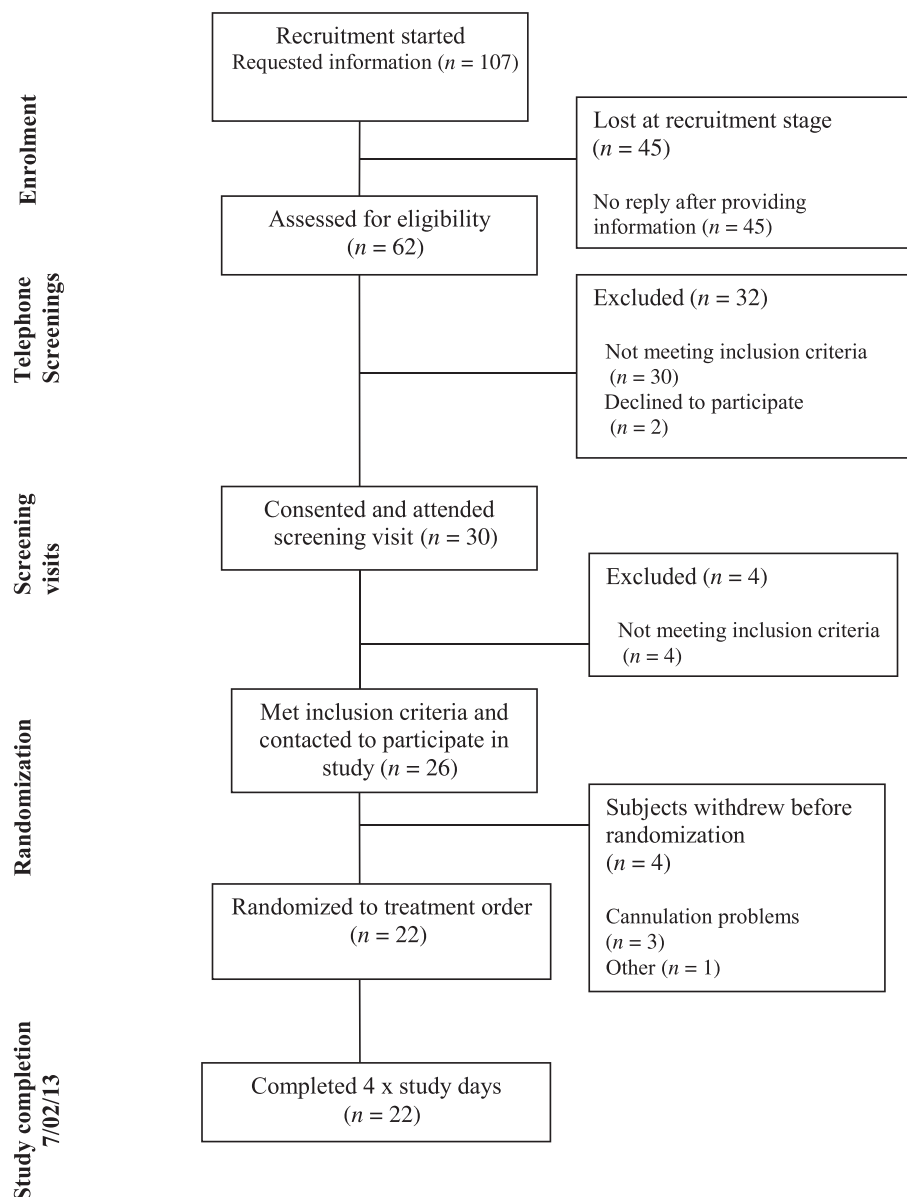 Recruitment started
Requested information (n = 107)
Enrolment
Lost at recruitment stage
(n = 45)
No reply after providing
information (n = 45)
Assessed for eligibility
(n = 62)
Telephone
Screenings
Excluded (n = 32)
Not meeting inclusion criteria
(n = 30)
Declined to participate
(n = 2)
Screening
visits
Consented and attended
screening visit (n = 30)
Excluded (n = 4)
Not meeting inclusion criteria
(n = 4)
Randomization
Met inclusion criteria and
contacted to participate in
study (n = 26)
Subjects withdrew before
randomization
(n = 4)
Cannulation problems
(n = 3)
Other (n = 1)
Randomized to treatment order
(n = 22)
Study completion
7/02/13
Completed 4 x study days
(n = 22)